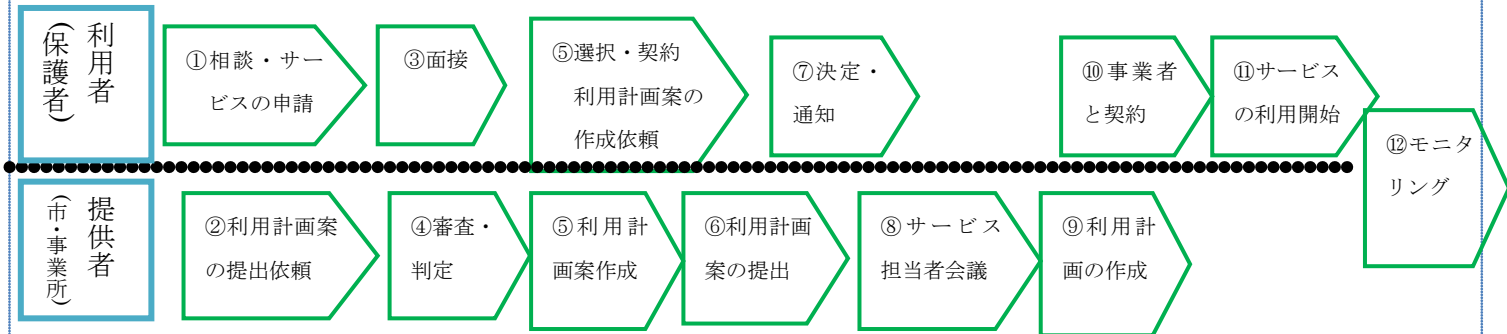 利用者
(保護者)
①相談・サー
ビスの申請
③面接
⑤選択・契約
利用計画案の
作成依頼
⑦決定・
通知
⑩事業者
と契約
⑪サービス
の利用開始
⑫モニタ
リング
提供者
(市・事業所)
②利用計画案
の提出依頼
④審査・
判定
⑤利用計
画案作成
⑥利用計画
案の提出
⑧サービス
担当者会議
⑨利用計
画の作成